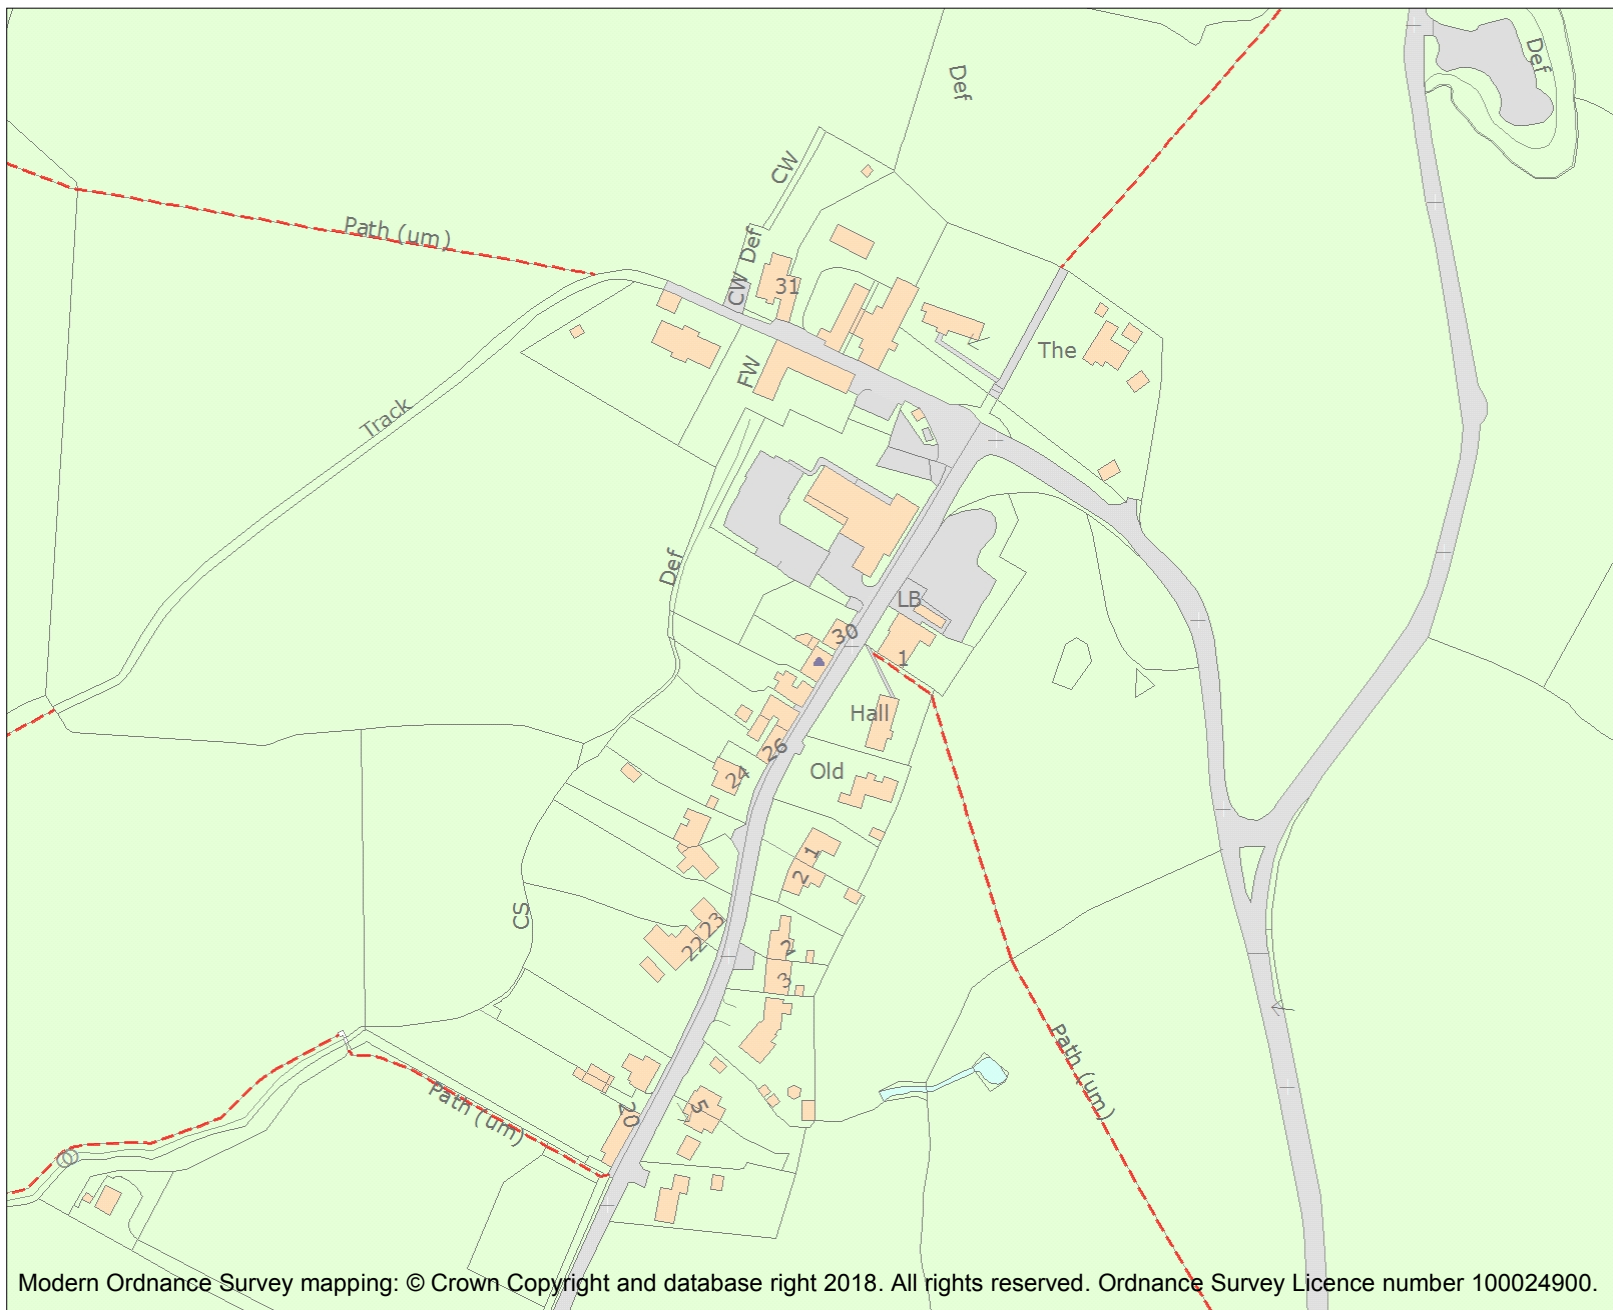 Def
Def
CW
Path (um)
Def
CW
31
The
FW
Track
Def
LB
30
1
Hall
26
Old
24
1
2
CS
23
22
2
3
Path (um)
Path (um)
20
5
Modern Ordnance Survey mapping: © Crown Copyright and database right 2018. All rights reserved. Ordnance Survey Licence number 100024900.